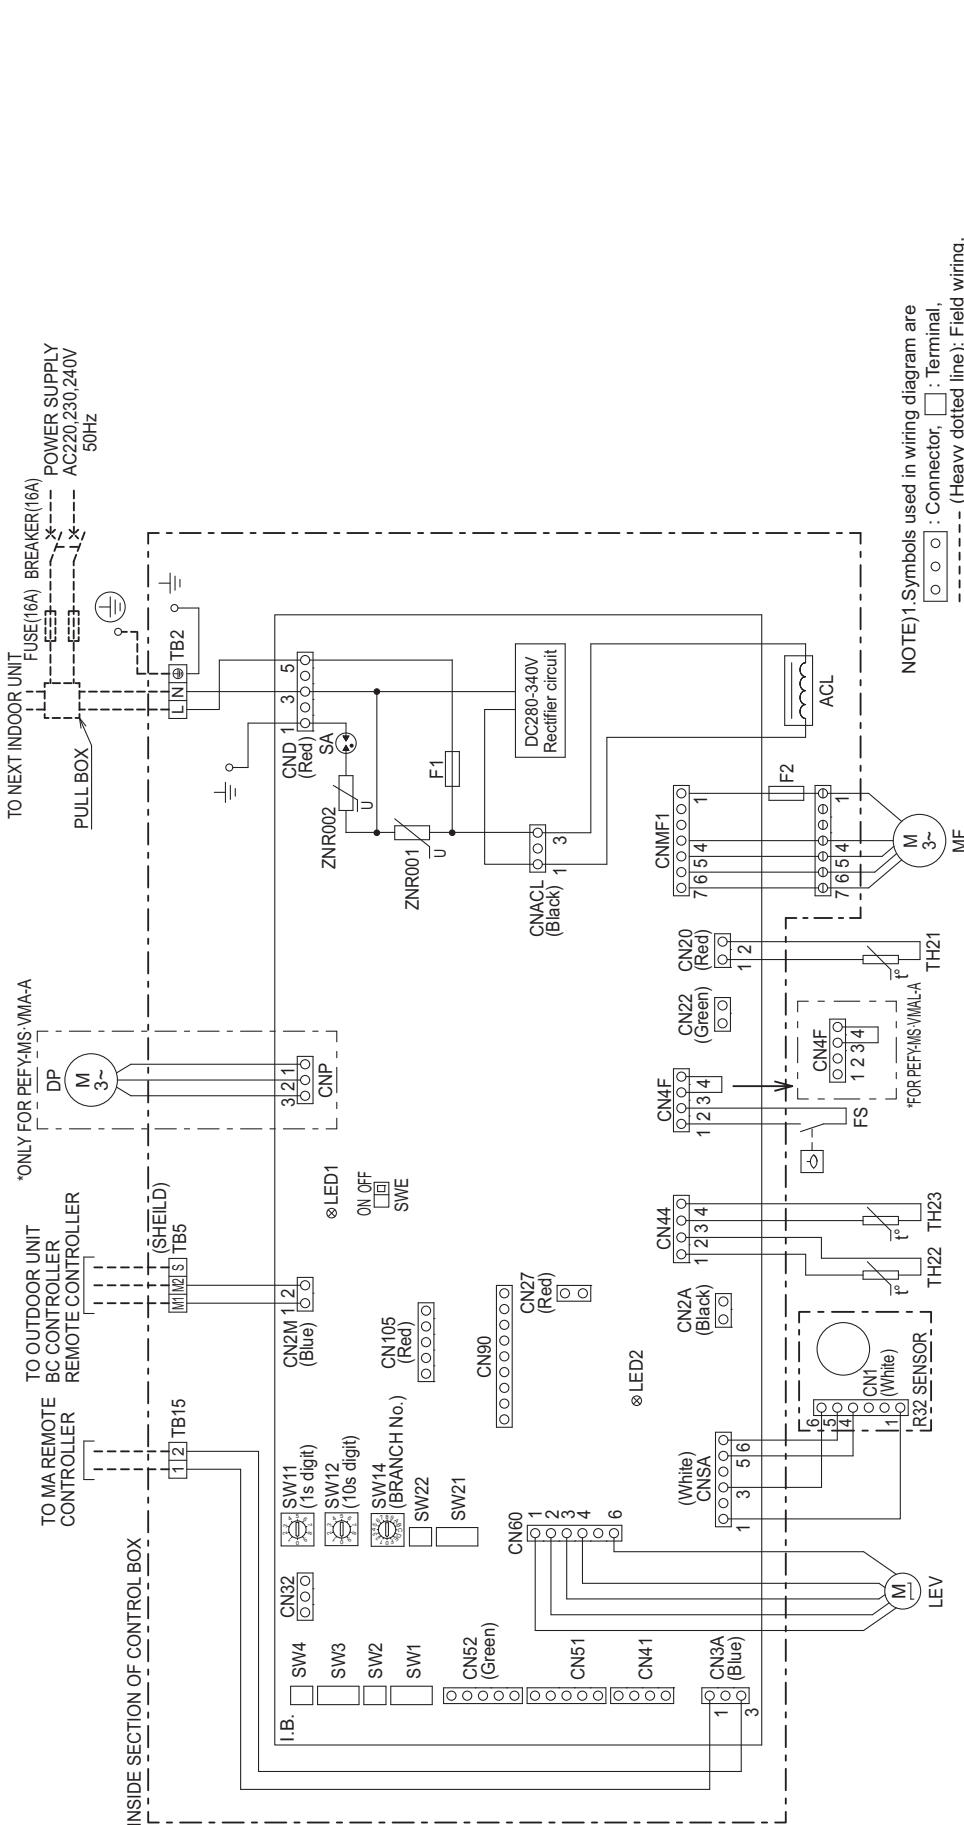 INSIDE SECTION OF CONTROL BOX
TO MA REMOTE
CONTROLLER
TO OUTDOOR UNIT
BC CONTROLLER
REMOTE CONTROLLER
*ONLY FOR PEFY-MS·VMA-A
TO NEXT INDOOR UNIT
PULL BOX
FUSE(16A)
BREAKER(16A)
POWER SUPPLY
AC220,230,240V
50Hz
1 2
TB15
(SHEILD)
M1 M2 S
TB5
DP
M
3~
3 2 1
CNP
L N
TB2
I.B.
SW4
SW3
SW2
SW1
CN52
(Green)
CN51
CN41
CN3A
(Blue)
1
3
CN32
SW11
(1s digit)
SW12
(10s digit)
SW14
(BRANCH No.)
SW22
SW21
CN2M
(Blue)
1 2
CN105
(Red)
CN90
CN27
(Red)
LED1
ON OFF
SWE
LED2
CND
(Red)
1
3
5
SA
ZNR002
U
ZNR001
U
F1
DC280-340V
Rectifier circuit
CNACL
(Black)
1
3
ACL
CN60
1
2
3
4
6
M
LEV
(White)
CNSA
1
3
5
6
6
5
4
1
CN1
(White)
R32 SENSOR
CN2A
(Black)
CN44
1 2 3 4
t°
TH22
t°
TH23
CN4F
1 2 3 4
FS
CN4F
1 2 3 4
*FOR PEFY-MS·VMAL-A
CN22
(Green)
CN20
(Red)
1 2
t°
TH21
CNMF1
7 6 5 4
1
F2
7 6 5 4
1
M
3~
MF
NOTE)1.Symbols used in wiring diagram are
: Connector, : Terminal,
(Heavy dotted line): Field wiring.